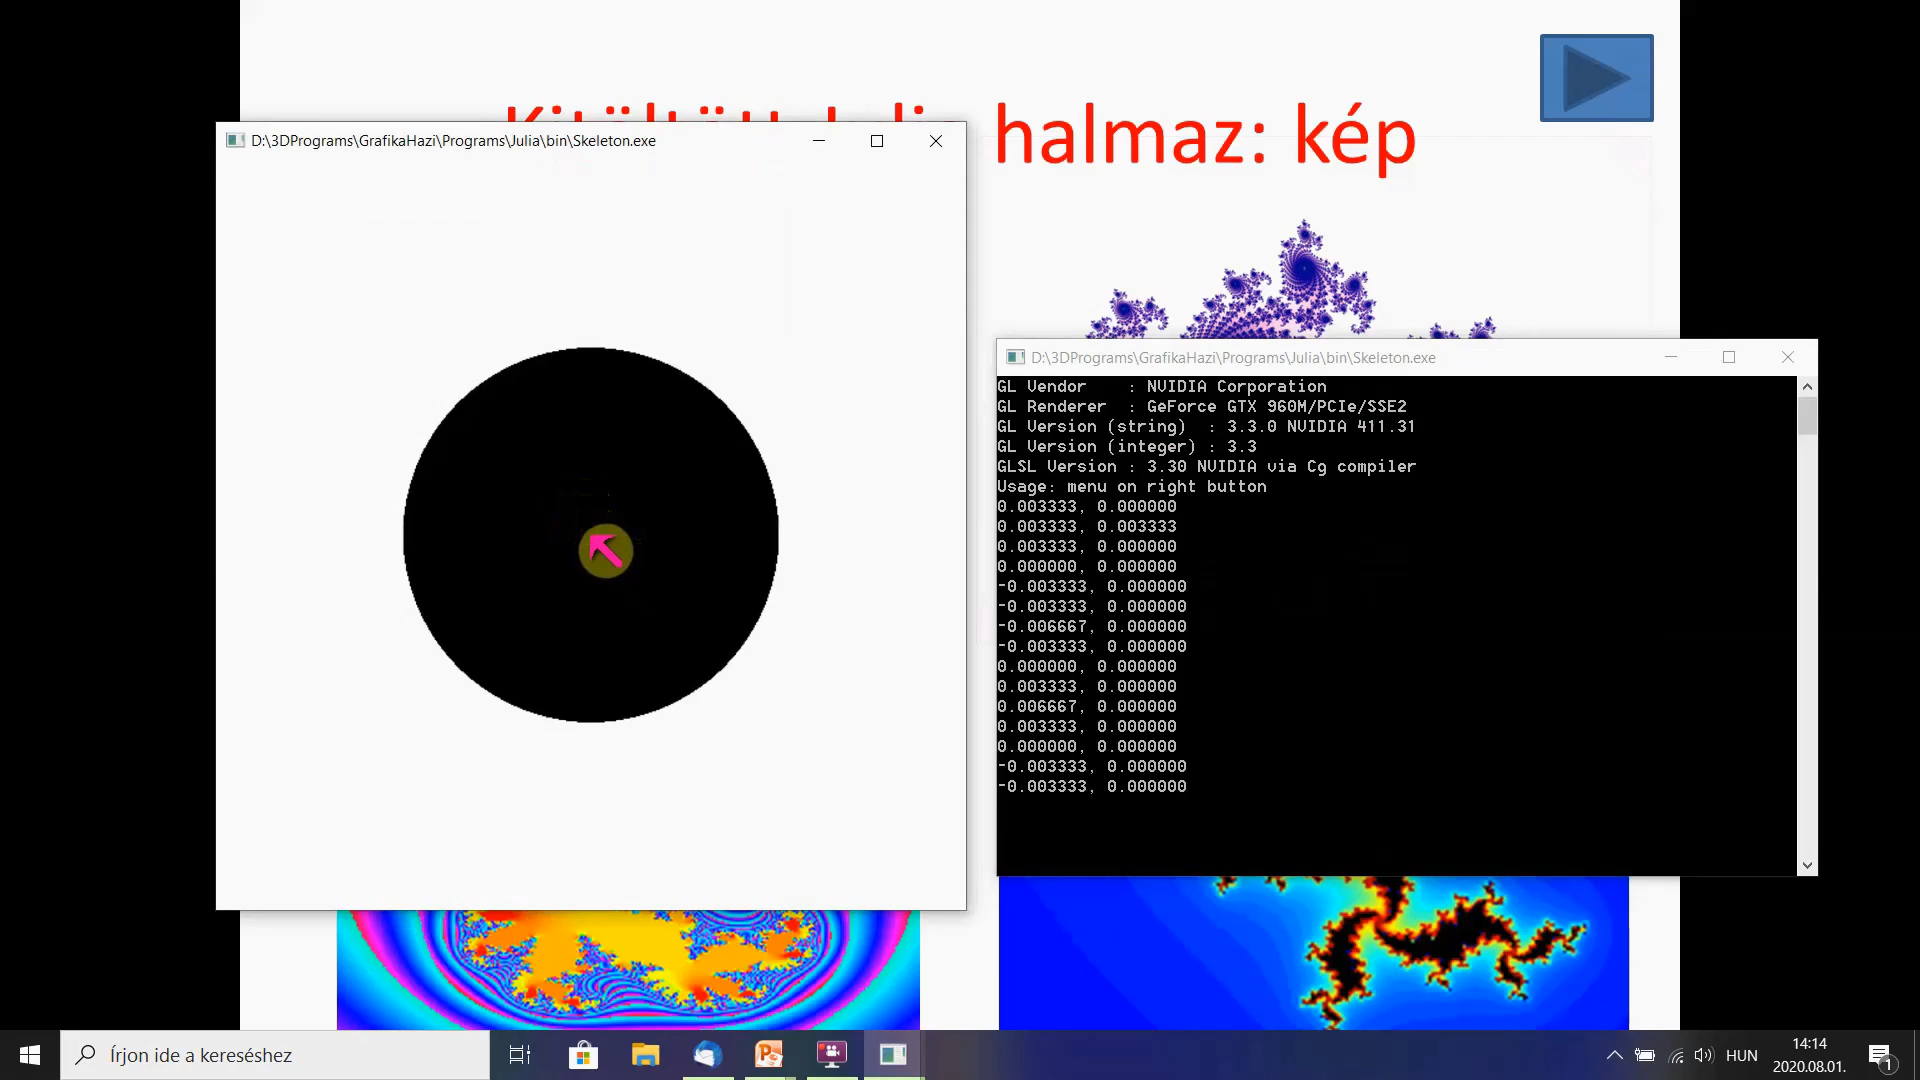 halmaz: kép
D:\3DPrograms\GrafikaHazi\Programs\Julia\bin\Skeleton.exe
D:\3DPrograms\GrafikaHazi\Programs\Julia\bin\Skeleton.exe
GL Vendor    : NVIDIA Corporation
GL Renderer  : GeForce GTX 960M/PCIe/SSE2
GL Version (string)  : 3.3.0 NVIDIA 411.31
GL Version (integer) : 3.3
GLSL Version : 3.30 NVIDIA via Cg compiler
Usage: menu on right button
0.003333, 0.000000
0.003333, 0.003333
0.003333, 0.000000
0.000000, 0.000000
-0.003333, 0.000000
-0.003333, 0.000000
-0.006667, 0.000000
-0.003333, 0.000000
0.000000, 0.000000
0.003333, 0.000000
0.006667, 0.000000
0.003333, 0.000000
0.000000, 0.000000
-0.003333, 0.000000
-0.003333, 0.000000
Írjon ide a kereséshez
HUN
14:14
2020.08.01.
1